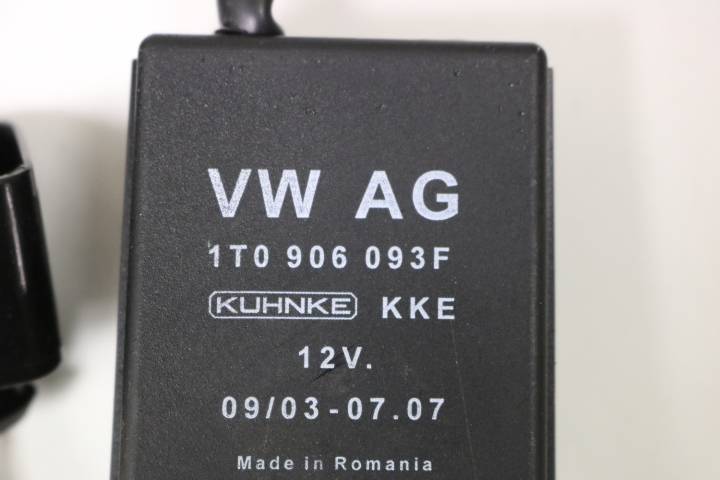 VW AG
1T0 906 093F
KUHNKE KKE
12V.
09/03-07.07
Made in Romania